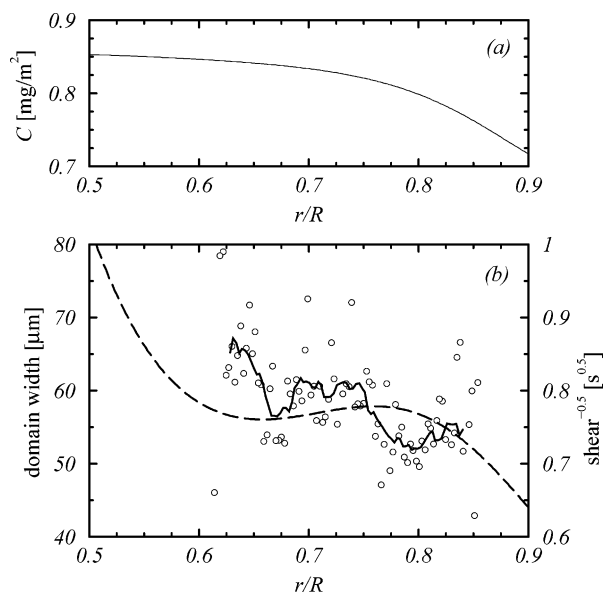 0.9
(a)
C [mg/m²]
0.8
0.7
0.5 0.6 0.7 0.8 0.9
r/R
80 1
(b)
70 0.9
domain width [μm]
60 0.8
shear⁻⁰·⁵ [s⁰·⁵]
50 0.7
40 0.6
0.5 0.6 0.7 0.8 0.9
r/R